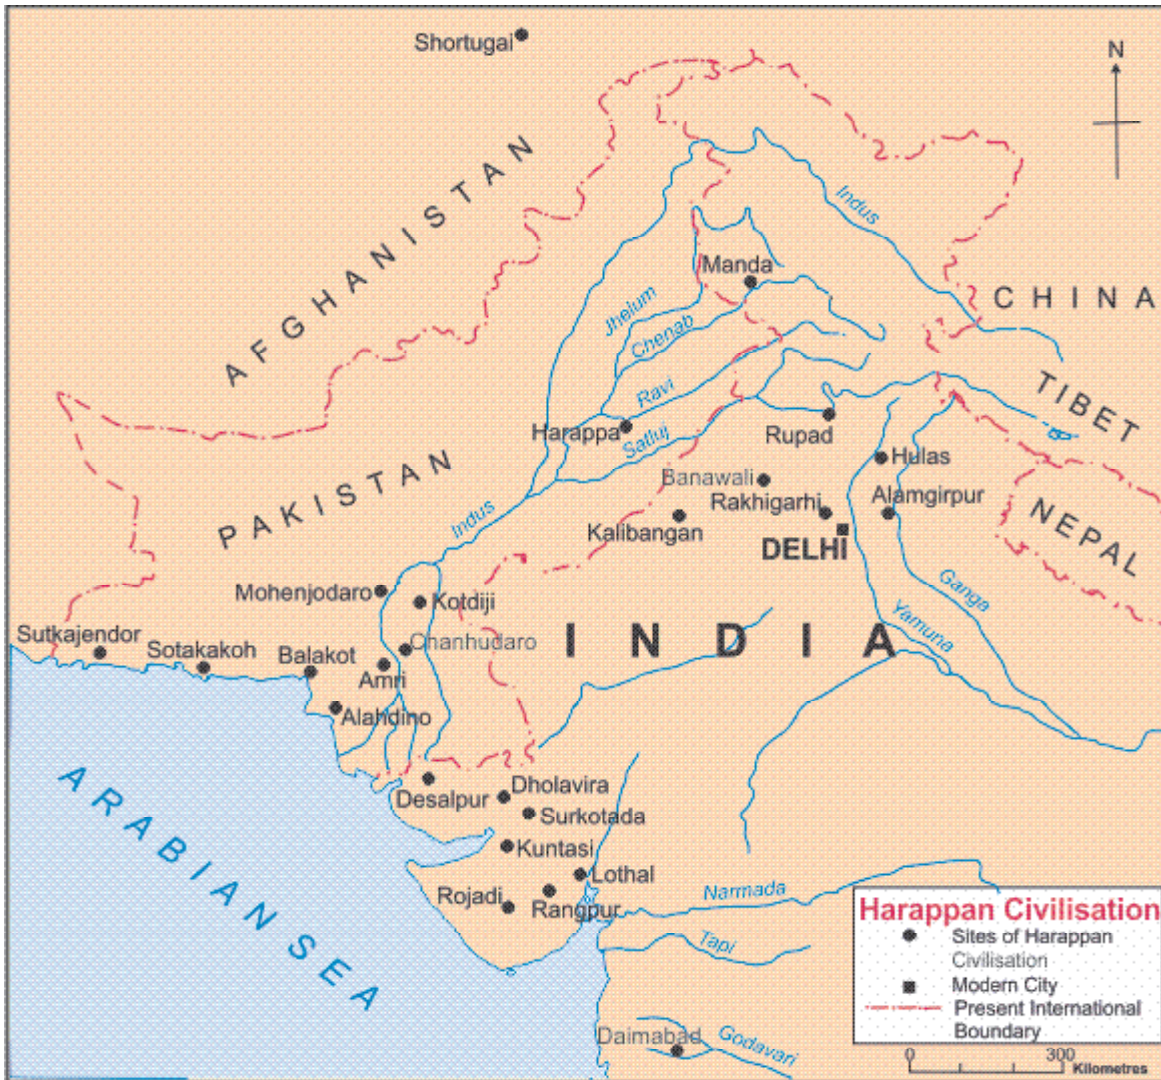 Shortugai
N
AFGHANISTAN
Indus
Manda
CHINA
Jhelum
Chenab
Ravi
TIBET
Harappa
Satluj
Rupad
Hulas
Banawali
Rakhigarhi
Alamgirpur
PAKISTAN
Indus
Kalibangan
DELHI
NEPAL
Mohenjodaro
Kotdiji
Ganga
Yamuna
Sutkajendor
Sotakakoh
Balakot
Chanhudaro
INDIA
Amri
Alahdino
Desalpur
Dholavira
Surkotada
ARABIAN SEA
Kuntasi
Lothal
Rojadi
Rangpur
Narmada
Tapi
Daimabad
Godavari
Harappan Civilisation
Sites of Harappan
Civilisation
Modern City
Present International
Boundary
0 300
Kilometres